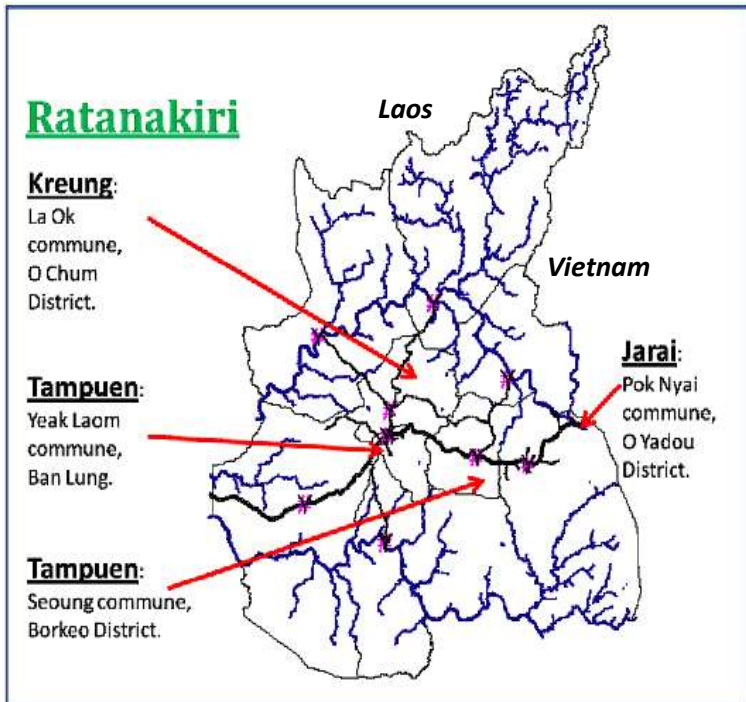 Ratanakiri
Laos
Kreung:
La Ok
commune,
O Chum
District.
Vietnam
Jarai:
Pok Nyai
commune,
O Yadou
District.
Tampuen:
Yeak Laom
commune,
Ban Lung.
Tampuen:
Seoung commune,
Borkeo District.